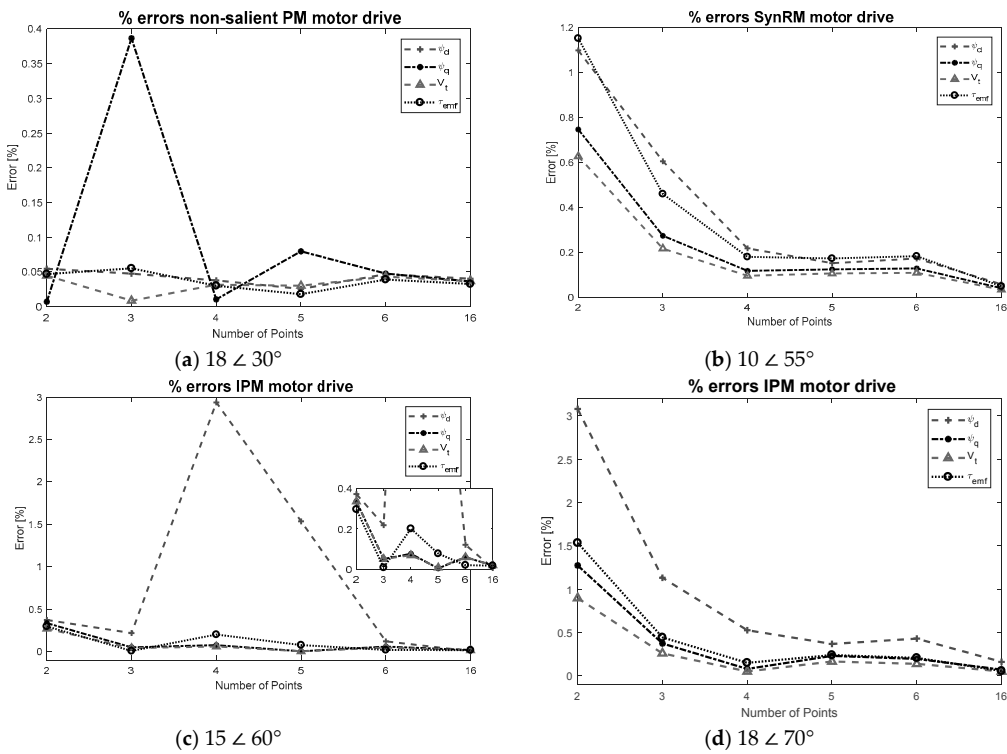 % errors non-salient PM motor drive
0.4
0.35
0.3
0.25
0.2
0.15
0.1
0.05
0
Error [%]
ψd
ψq
Vt
τemf
2 3 4 5 6 16
Number of Points
(a) 18 ∠ 30°
% errors SynRM motor drive
1.2
1
0.8
0.6
0.4
0.2
0
Error [%]
ψd
ψq
Vt
τemf
2 3 4 5 6 16
Number of Points
(b) 10 ∠ 55°
% errors IPM motor drive
3
2.5
2
1.5
1
0.5
0
Error [%]
ψd
ψq
Vt
τemf
0.4
0.2
0
2 3 4 5 6 16
2 3 4 5 6 16
Number of Points
(c) 15 ∠ 60°
% errors IPM motor drive
3
2.5
2
1.5
1
0.5
0
Error [%]
ψd
ψq
Vt
τemf
2 3 4 5 6 16
Number of Points
(d) 18 ∠ 70°